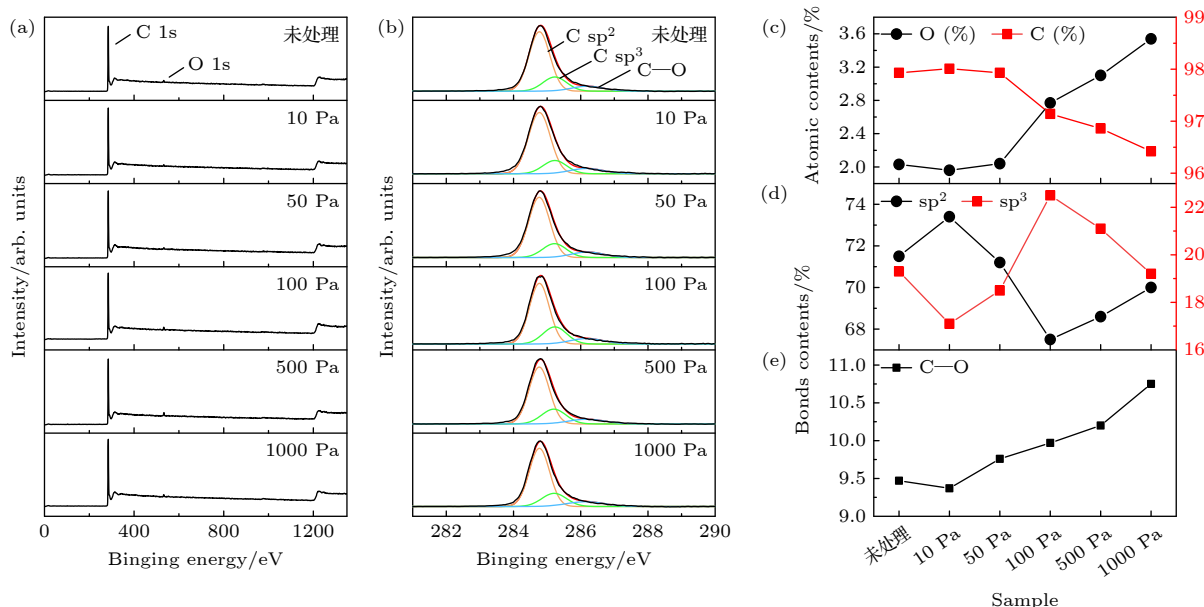 (a)
C 1s
O 1s
未处理
10 Pa
50 Pa
100 Pa
500 Pa
1000 Pa
Intensity/arb. units
0
400
800
1200
Binging energy/eV
(b)
未处理
C sp²
C sp³
C—O
10 Pa
50 Pa
100 Pa
500 Pa
1000 Pa
Intensity/arb. units
282
284
286
288
290
Binging energy/eV
(c)
O (%)
C (%)
Atomic contents/%
3.6
3.2
2.8
2.4
2.0
99
98
97
96
(d)
sp²
sp³
74
72
70
68
22
20
19
18
16
Bonds contents/%
(e)
C—O
11.0
10.5
10.0
9.5
9.0
未处理
10 Pa
50 Pa
100 Pa
500 Pa
1000 Pa
Sample